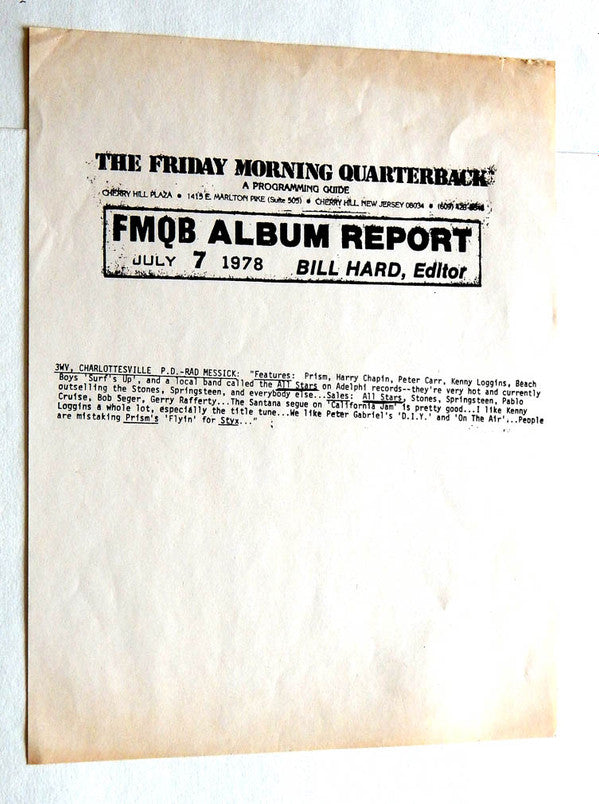 THE FRIDAY MORNING QUARTERBACK
A PROGRAMMING GUIDE
CHERRY HILL PLAZA • 1415 E. MARLTON PIKE (Suite 505) • CHERRY HILL, NEW JERSEY 08034 • (609)
FMQB ALBUM REPORT
JULY 7 1978 BILL HARD, Editor
3WV, CHARLOTTESVILLE P.D.-RAD MESSICK: "Features: Prism, Harry Chapin, Peter Carr, Kenny Loggins, Beach
Boys 'Surf's Up', and a local band called the All Stars on Adelphi records--they're very hot and currently
outselling the Stones, Springsteen, and everybody else...Sales: All Stars, Stones, Springsteen, Pablo
Cruise, Bob Seger, Gerry Rafferty...The Santana segue on 'California Jam' is pretty good...I like Kenny
Loggins a whole lot, especially the title tune...We like Peter Gabriel's 'D.I.Y.' and 'On The Air'...People
are mistaking Prism's 'Flyin' for Styx..."